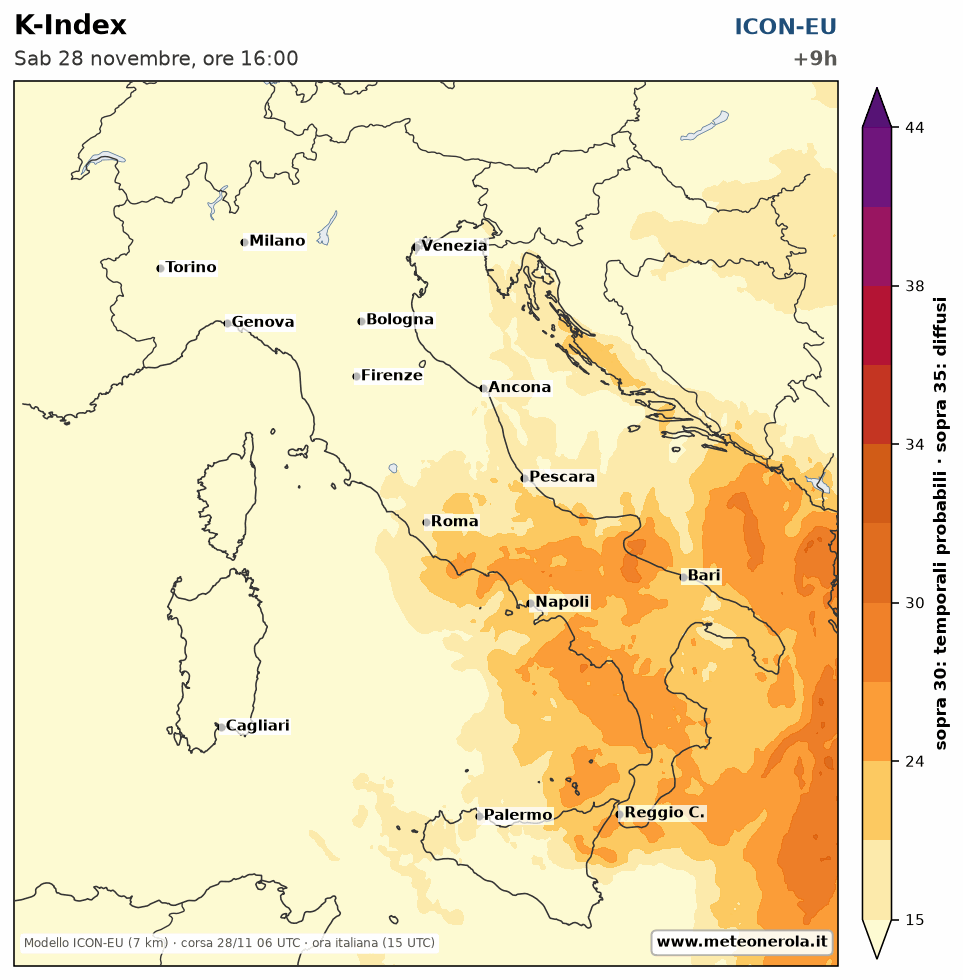 K-Index
ICON-EU
Sab 28 novembre, ore 16:00
+9h
Milano
Venezia
Torino
Genova
Bologna
Firenze
Ancona
Pescara
Roma
Bari
Napoli
Cagliari
Palermo
Reggio C.
44
38
34
30
24
15
sopra 30: temporali probabili · sopra 35: diffusi
Modello ICON-EU (7 km) · corsa 28/11 06 UTC · ora italiana (15 UTC)
www.meteonerola.it